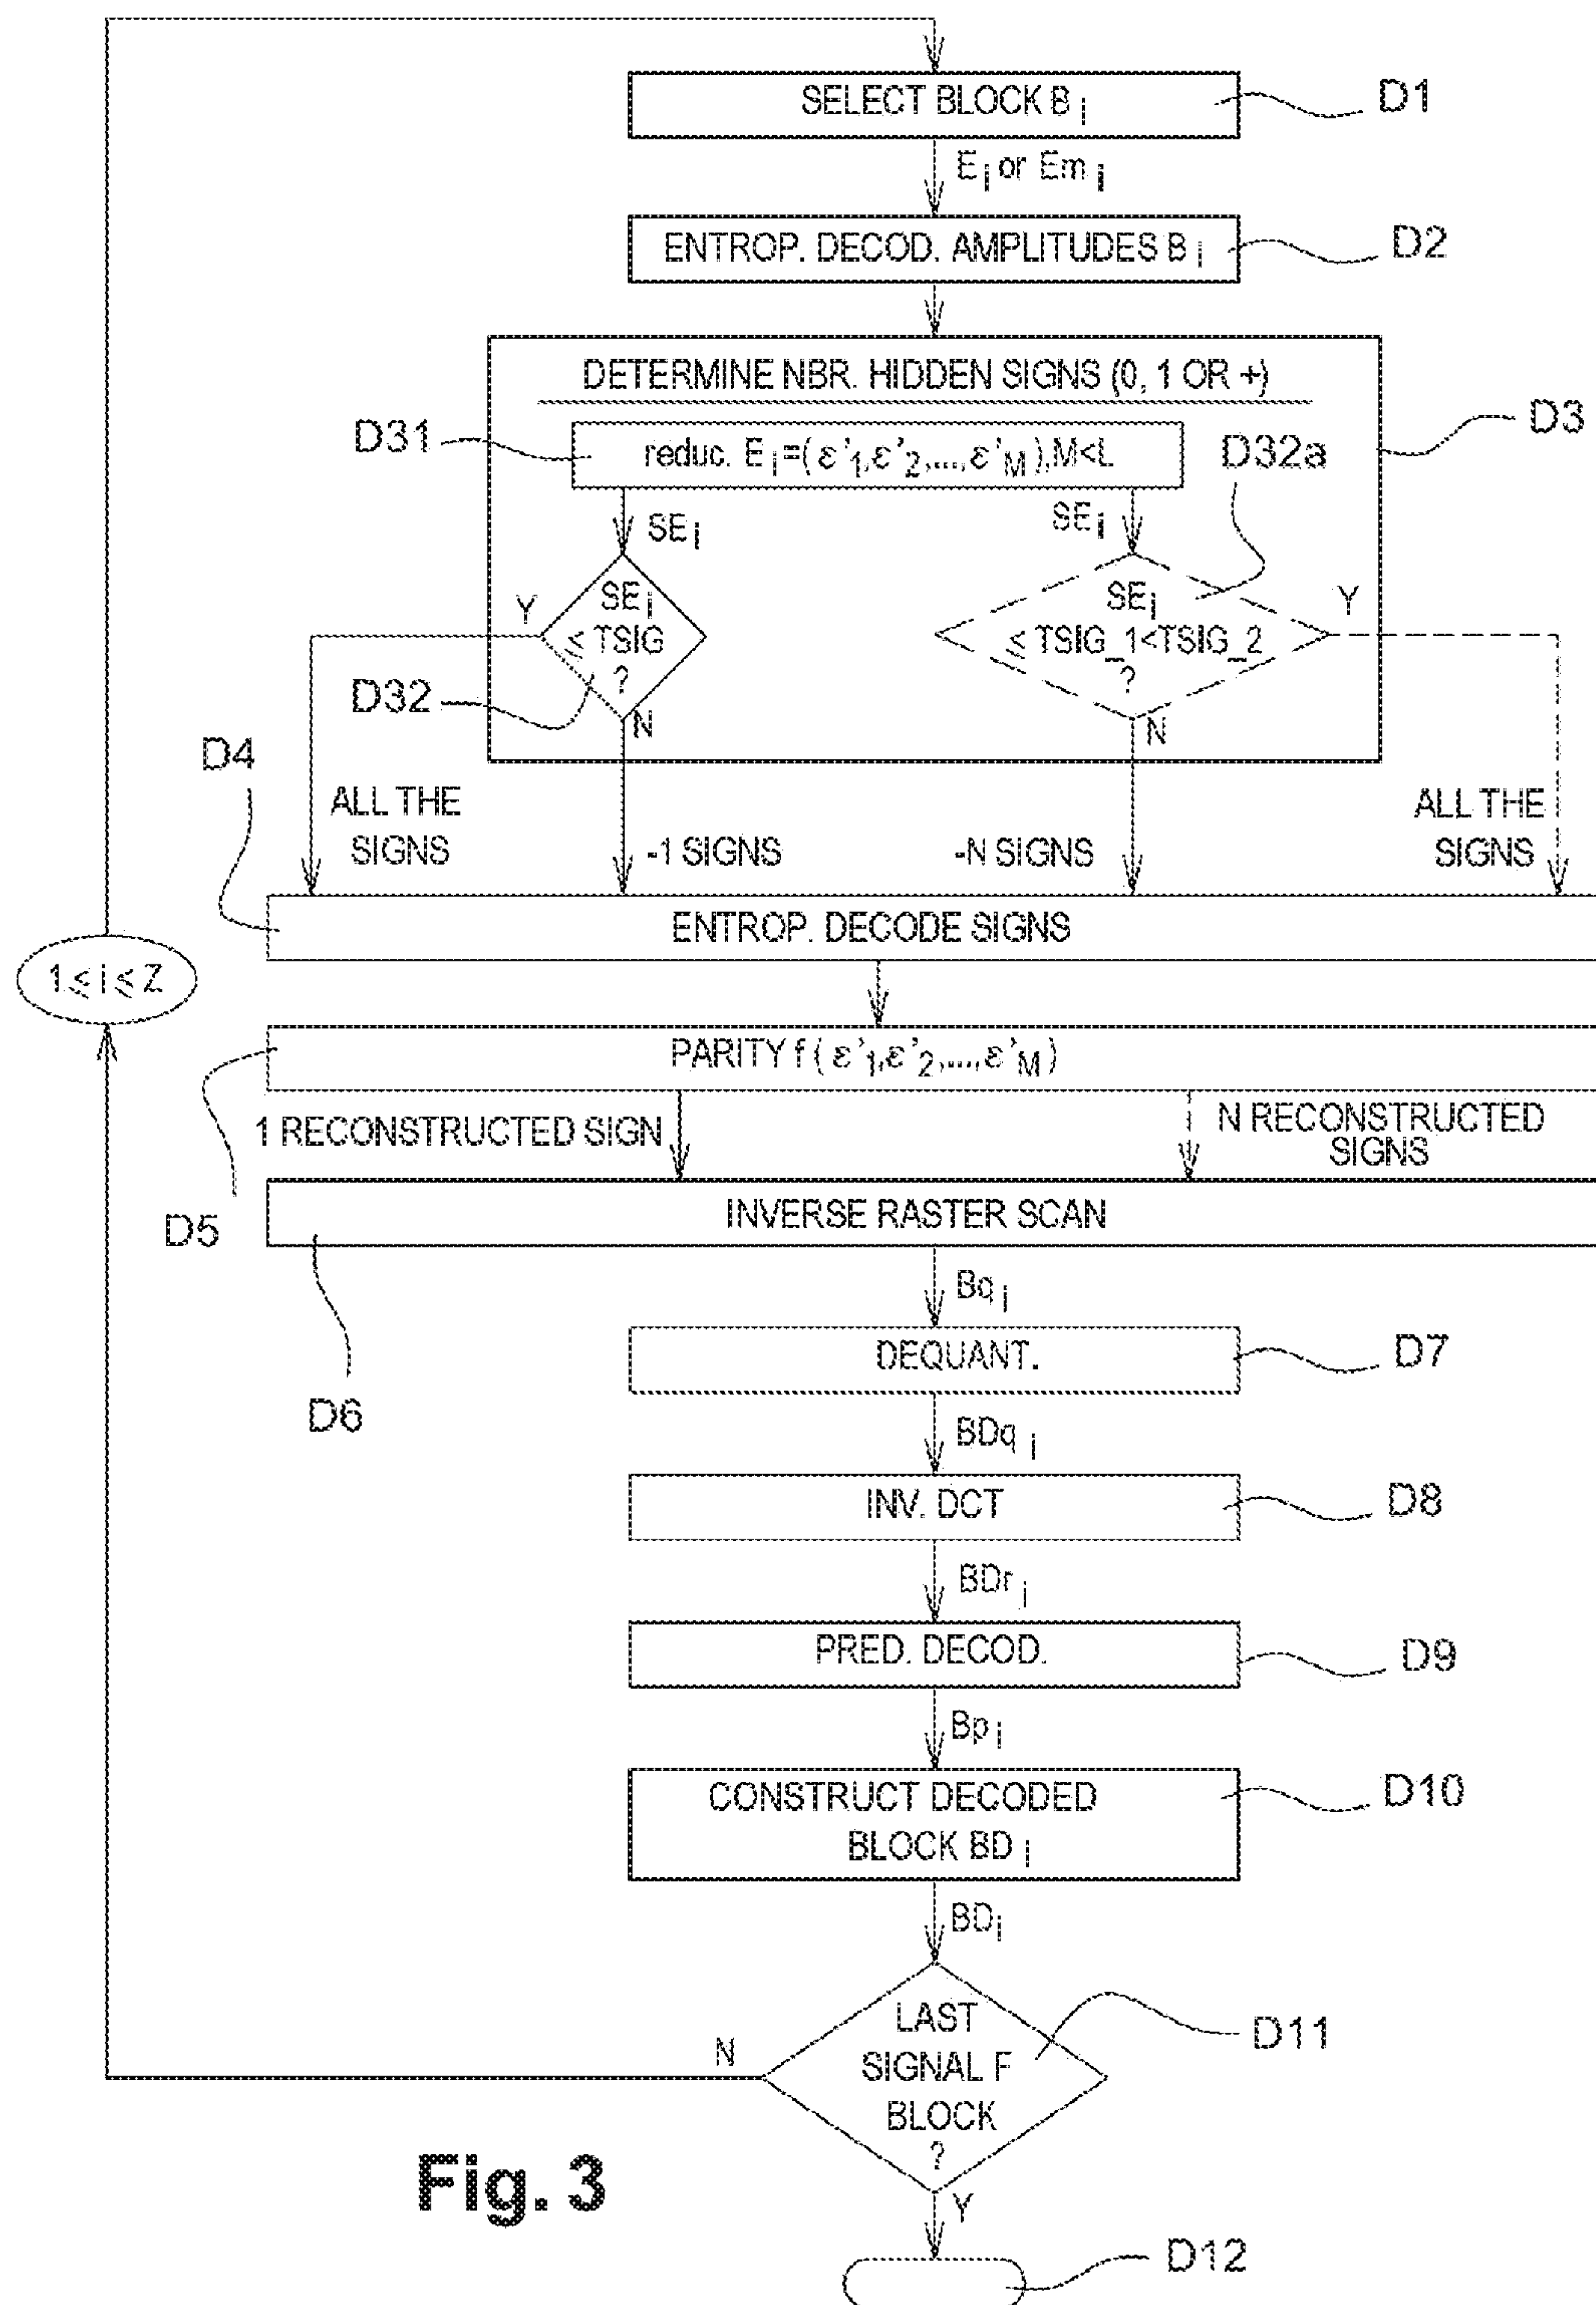 SELECT BLOCK B i
D1
E i or Em i
ENTROP. DECOD. AMPLITUDES B i
D2
DETERMINE NBR. HIDDEN SIGNS (0, 1 OR +)
D3
D31
reduc. E i =(ε'1,ε'2,...,ε'M),M<L
D32a
SE i
SE i
Y
SE i
≤ TSIG
?
D32
N
SE i
≤ TSIG_1<TSIG_2
?
Y
N
D4
ALL THE
SIGNS
-1 SIGNS
-N SIGNS
ALL THE
SIGNS
ENTROP. DECODE SIGNS
1 ≤ i ≤ Z
PARITY f (ε'1,ε'2,...,ε'M)
1 RECONSTRUCTED SIGN
N RECONSTRUCTED
SIGNS
D5
INVERSE RASTER SCAN
D6
Bq i
DEQUANT.
D7
BDq i
INV. DCT
D8
BDr i
PRED. DECOD.
D9
Bp i
CONSTRUCT DECODED
BLOCK BD i
D10
BD i
LAST
SIGNAL F
BLOCK
?
D11
N
Y
D12
Fig. 3